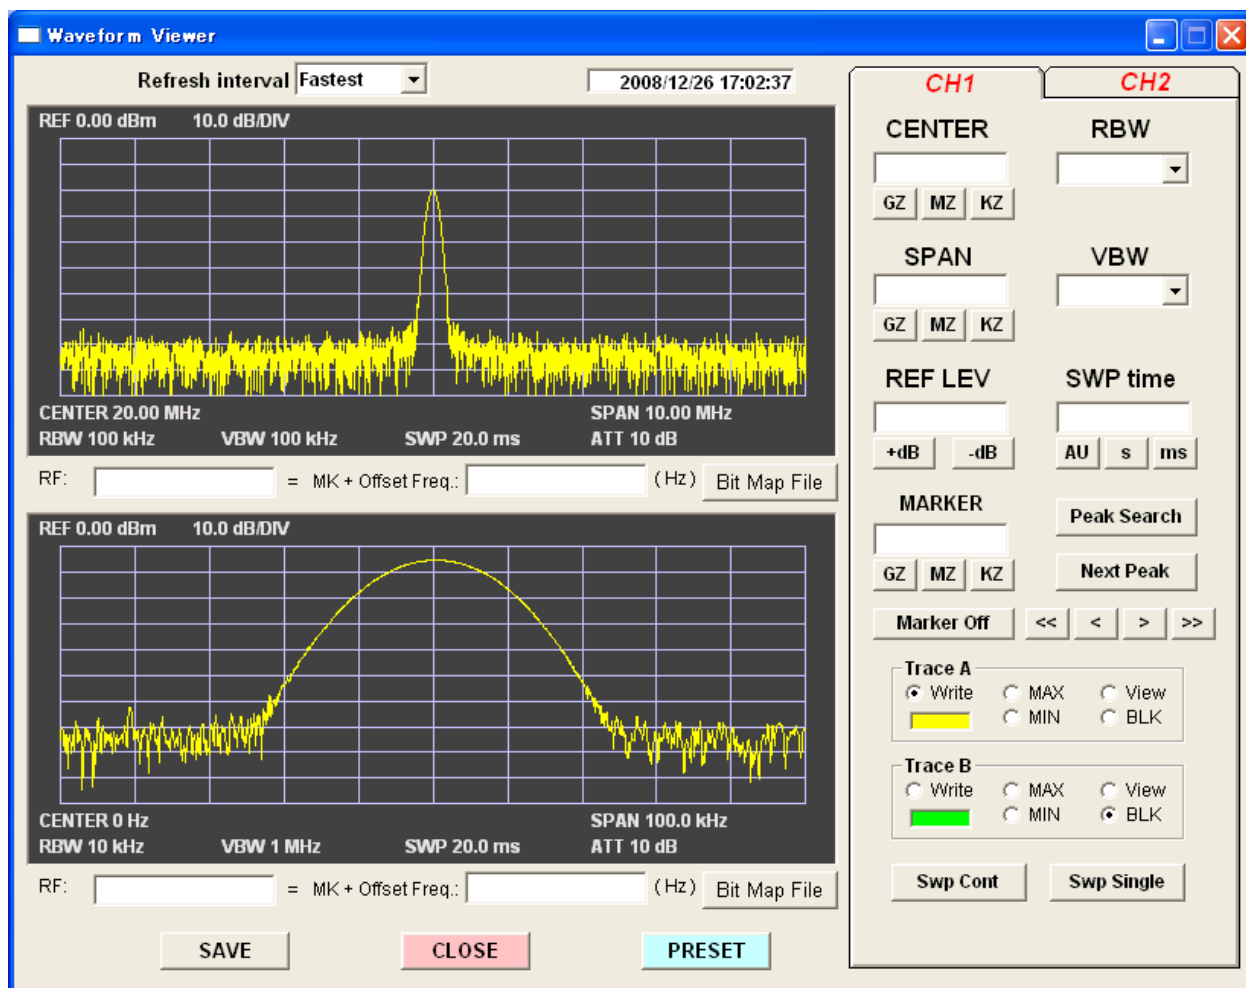 Waveform Viewer
Refresh interval Fastest
2008/12/26 17:02:37
REF 0.00 dBm 10.0 dB/DIV
CENTER 20.00 MHz SPAN 10.00 MHz
RBW 100 kHz VBW 100 kHz SWP 20.0 ms ATT 10 dB
RF: = MK + Offset Freq.: (Hz) Bit Map File
REF 0.00 dBm 10.0 dB/DIV
CENTER 0 Hz SPAN 100.0 kHz
RBW 10 kHz VBW 1 MHz SWP 20.0 ms ATT 10 dB
RF: = MK + Offset Freq.: (Hz) Bit Map File
SAVE CLOSE PRESET
CH1 CH2
CENTER RBW
GZ MZ KZ
SPAN VBW
GZ MZ KZ
REF LEV SWP time
+dB -dB AU s ms
MARKER Peak Search
GZ MZ KZ Next Peak
Marker Off << < > >>
Trace A
Write MAX View
MIN BLK
Trace B
Write MAX View
MIN BLK
Swp Cont Swp Single